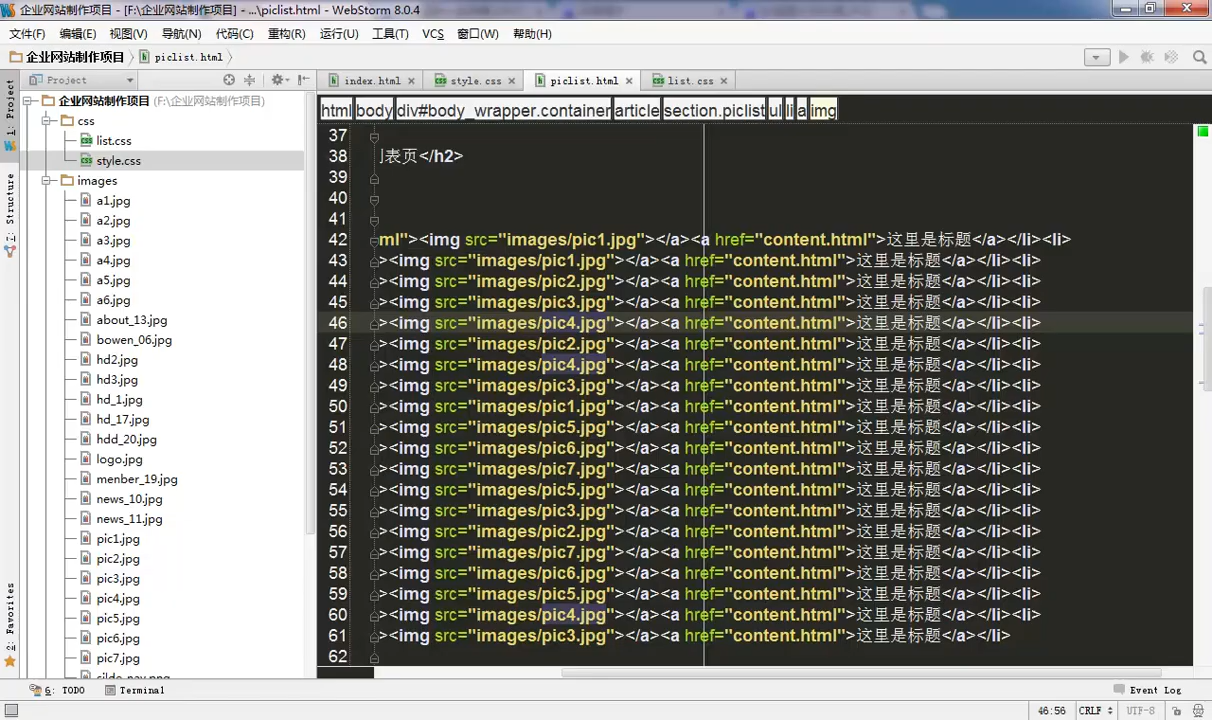 企业网站制作项目 - [F:\企业网站制作项目] - ...\piclist.html - WebStorm 8.0.4
文件(F) 编辑(E) 视图(V) 导航(N) 代码(C) 重构(R) 运行(U) 工具(T) VCS 窗口(W) 帮助(H)
企业网站制作项目 piclist.html
Project
index.html style.css piclist.html list.css
1: Project
2: Structure
2: Favorites
企业网站制作项目 (F:\企业网站制作项目)
css
list.css
style.css
images
a1.jpg
a2.jpg
a3.jpg
a4.jpg
a5.jpg
a6.jpg
about_13.jpg
bowen_06.jpg
hd2.jpg
hd3.jpg
hd_1.jpg
hd_17.jpg
hdd_20.jpg
logo.jpg
menber_19.jpg
news_10.jpg
news_11.jpg
pic1.jpg
pic2.jpg
pic3.jpg
pic4.jpg
pic5.jpg
pic6.jpg
pic7.jpg
html body div#body_wrapper.container article section.piclist ul li a img
37
38 表页</h2>
39
40
41
42 ml"><img src="images/pic1.jpg"></a><a href="content.html">这里是标题</a></li><li>
43 ><img src="images/pic1.jpg"></a><a href="content.html">这里是标题</a></li><li>
44 ><img src="images/pic2.jpg"></a><a href="content.html">这里是标题</a></li><li>
45 ><img src="images/pic3.jpg"></a><a href="content.html">这里是标题</a></li><li>
46 ><img src="images/pic4.jpg"></a><a href="content.html">这里是标题</a></li><li>
47 ><img src="images/pic2.jpg"></a><a href="content.html">这里是标题</a></li><li>
48 ><img src="images/pic4.jpg"></a><a href="content.html">这里是标题</a></li><li>
49 ><img src="images/pic3.jpg"></a><a href="content.html">这里是标题</a></li><li>
50 ><img src="images/pic1.jpg"></a><a href="content.html">这里是标题</a></li><li>
51 ><img src="images/pic5.jpg"></a><a href="content.html">这里是标题</a></li><li>
52 ><img src="images/pic6.jpg"></a><a href="content.html">这里是标题</a></li><li>
53 ><img src="images/pic7.jpg"></a><a href="content.html">这里是标题</a></li><li>
54 ><img src="images/pic5.jpg"></a><a href="content.html">这里是标题</a></li><li>
55 ><img src="images/pic3.jpg"></a><a href="content.html">这里是标题</a></li><li>
56 ><img src="images/pic2.jpg"></a><a href="content.html">这里是标题</a></li><li>
57 ><img src="images/pic7.jpg"></a><a href="content.html">这里是标题</a></li><li>
58 ><img src="images/pic6.jpg"></a><a href="content.html">这里是标题</a></li><li>
59 ><img src="images/pic5.jpg"></a><a href="content.html">这里是标题</a></li><li>
60 ><img src="images/pic4.jpg"></a><a href="content.html">这里是标题</a></li><li>
61 ><img src="images/pic3.jpg"></a><a href="content.html">这里是标题</a></li>
62
6: TODO Terminal Event Log
46:56 CRLF UTF-8